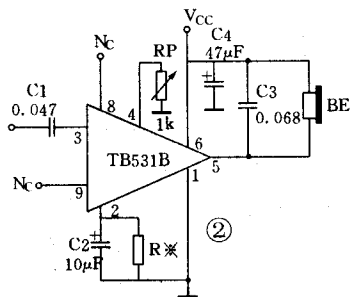 VCC
C4
47μF
NC
RP
1k
C1
0.047
C3
0.068
BE
8
4
3
6
TB531B
5
1
NC
9
2
C2
10μF
R※
②